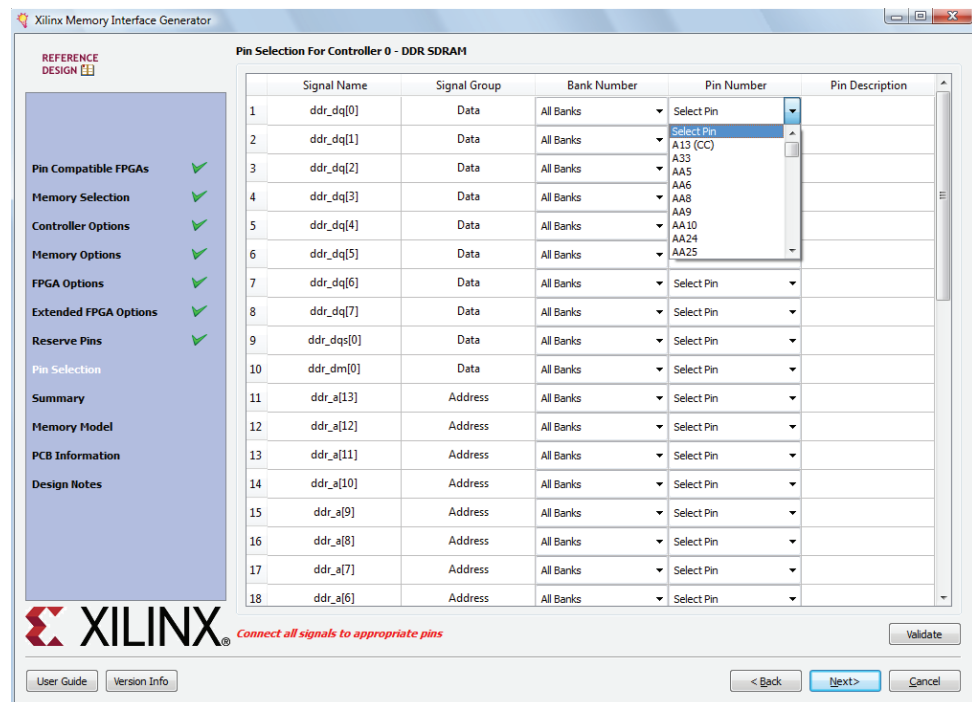 Xilinx Memory Interface Generator
REFERENCE
DESIGN
Pin Compatible FPGAs
Memory Selection
Controller Options
Memory Options
FPGA Options
Extended FPGA Options
Reserve Pins
Pin Selection
Summary
Memory Model
PCB Information
Design Notes
Pin Selection For Controller 0 - DDR SDRAM
Signal Name Signal Group Bank Number Pin Number Pin Description
1 ddr_dq[0] Data All Banks Select Pin
2 ddr_dq[1] Data All Banks
3 ddr_dq[2] Data All Banks
4 ddr_dq[3] Data All Banks
5 ddr_dq[4] Data All Banks
6 ddr_dq[5] Data All Banks
Select Pin
A13 (CC)
A33
AA5
AA6
AA8
AA9
AA10
AA24
AA25
7 ddr_dq[6] Data All Banks Select Pin
8 ddr_dq[7] Data All Banks Select Pin
9 ddr_dqs[0] Data All Banks Select Pin
10 ddr_dm[0] Data All Banks Select Pin
11 ddr_a[13] Address All Banks Select Pin
12 ddr_a[12] Address All Banks Select Pin
13 ddr_a[11] Address All Banks Select Pin
14 ddr_a[10] Address All Banks Select Pin
15 ddr_a[9] Address All Banks Select Pin
16 ddr_a[8] Address All Banks Select Pin
17 ddr_a[7] Address All Banks Select Pin
18 ddr_a[6] Address All Banks Select Pin
XILINX®
Connect all signals to appropriate pins
Validate
User Guide Version Info < Back Next> Cancel